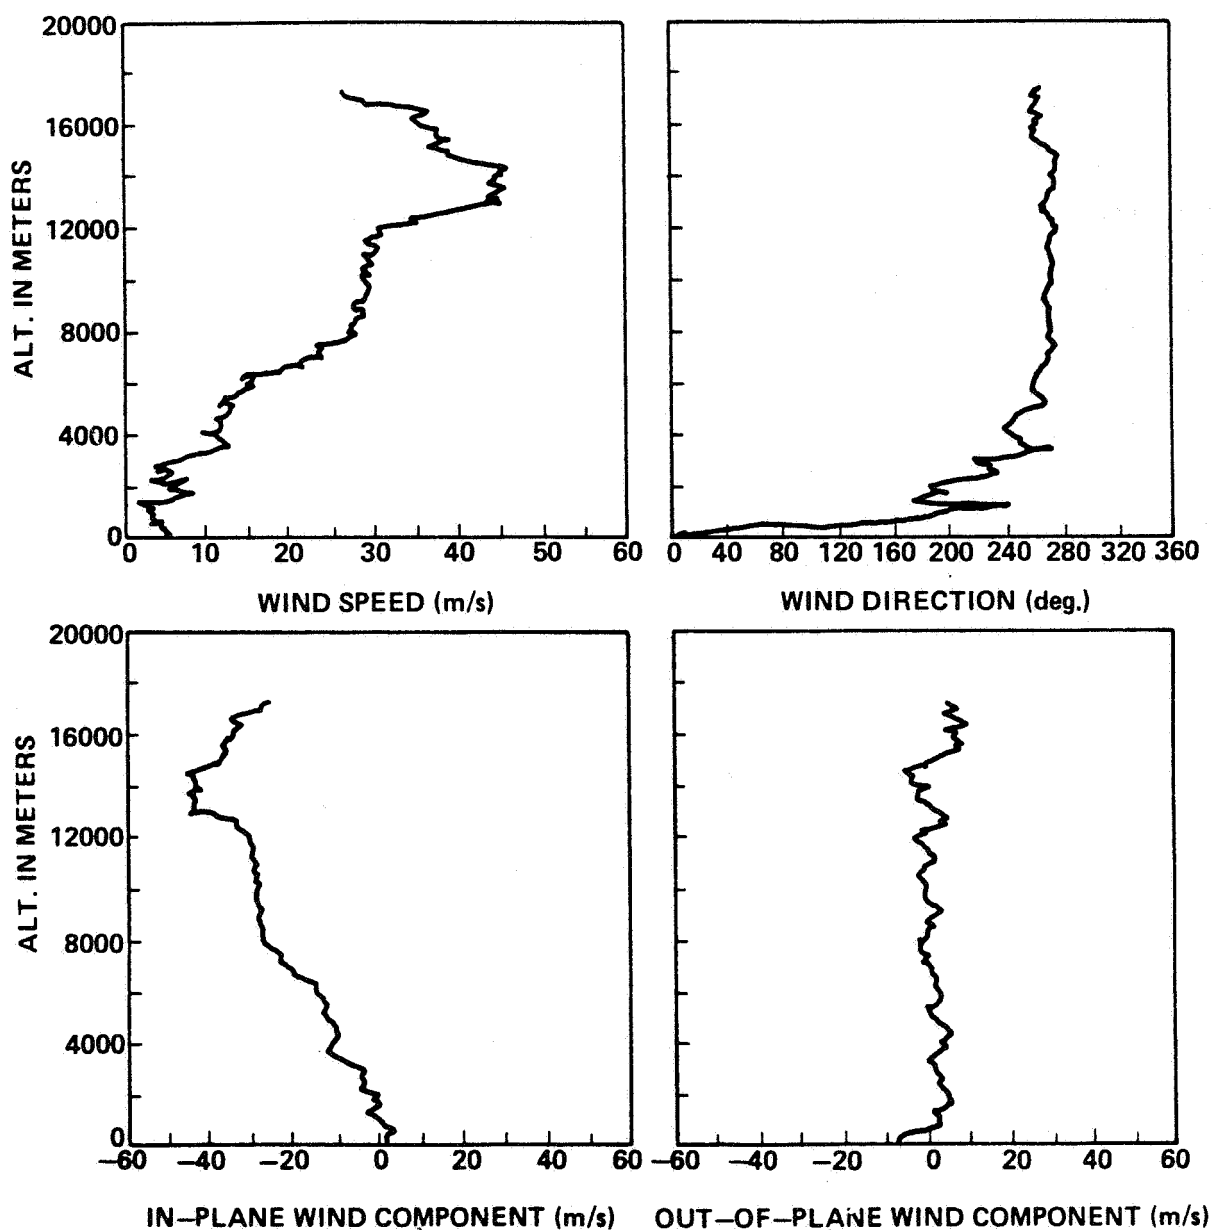 20000
16000
12000
8000
4000
0
ALT. IN METERS
0 10 20 30 40 50 60
WIND SPEED (m/s)
0 40 80 120 160 200 240 280 320 360
WIND DIRECTION (deg.)
20000
16000
12000
8000
4000
0
ALT. IN METERS
−60 −40 −20 0 20 40 60
IN−PLANE WIND COMPONENT (m/s)
−60 −40 −20 0 20 40 60
OUT−OF−PLANE WIND COMPONENT (m/s)